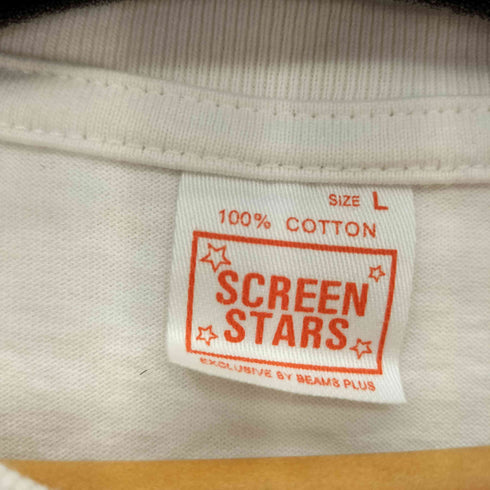 SIZE L
100% COTTON
SCREEN
STARS
EXCLUSIVE BY BEAMS PLUS